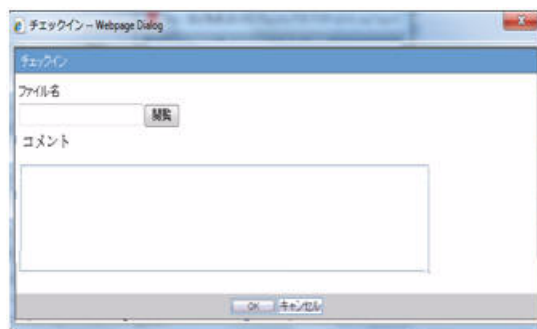 チェックイン -- Webpage Dialog
チェックイン
ファイル名
閲覧
コメント
OK キャンセル